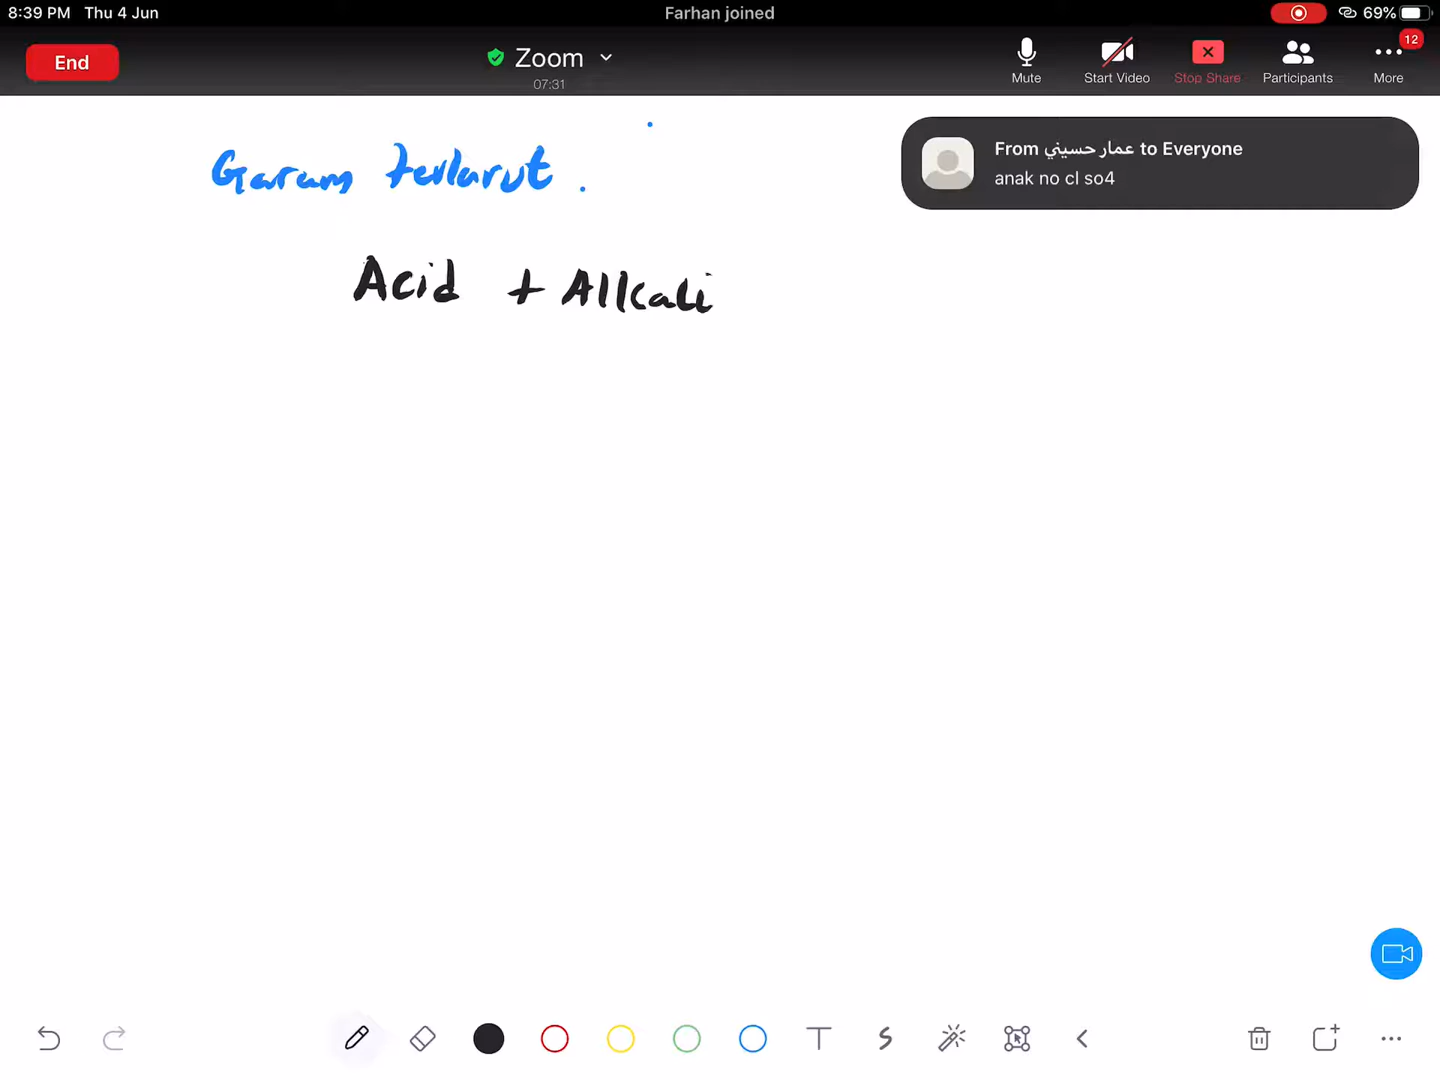 8:39 PM Thu 4 Jun
Farhan joined
69%
End
Zoom
07:31
Mute
Start Video
Stop Share
Participants
12
More
From عمار حسيني to Everyone
anak no cl so4
Garam terlarut .
Acid + Alkali
T